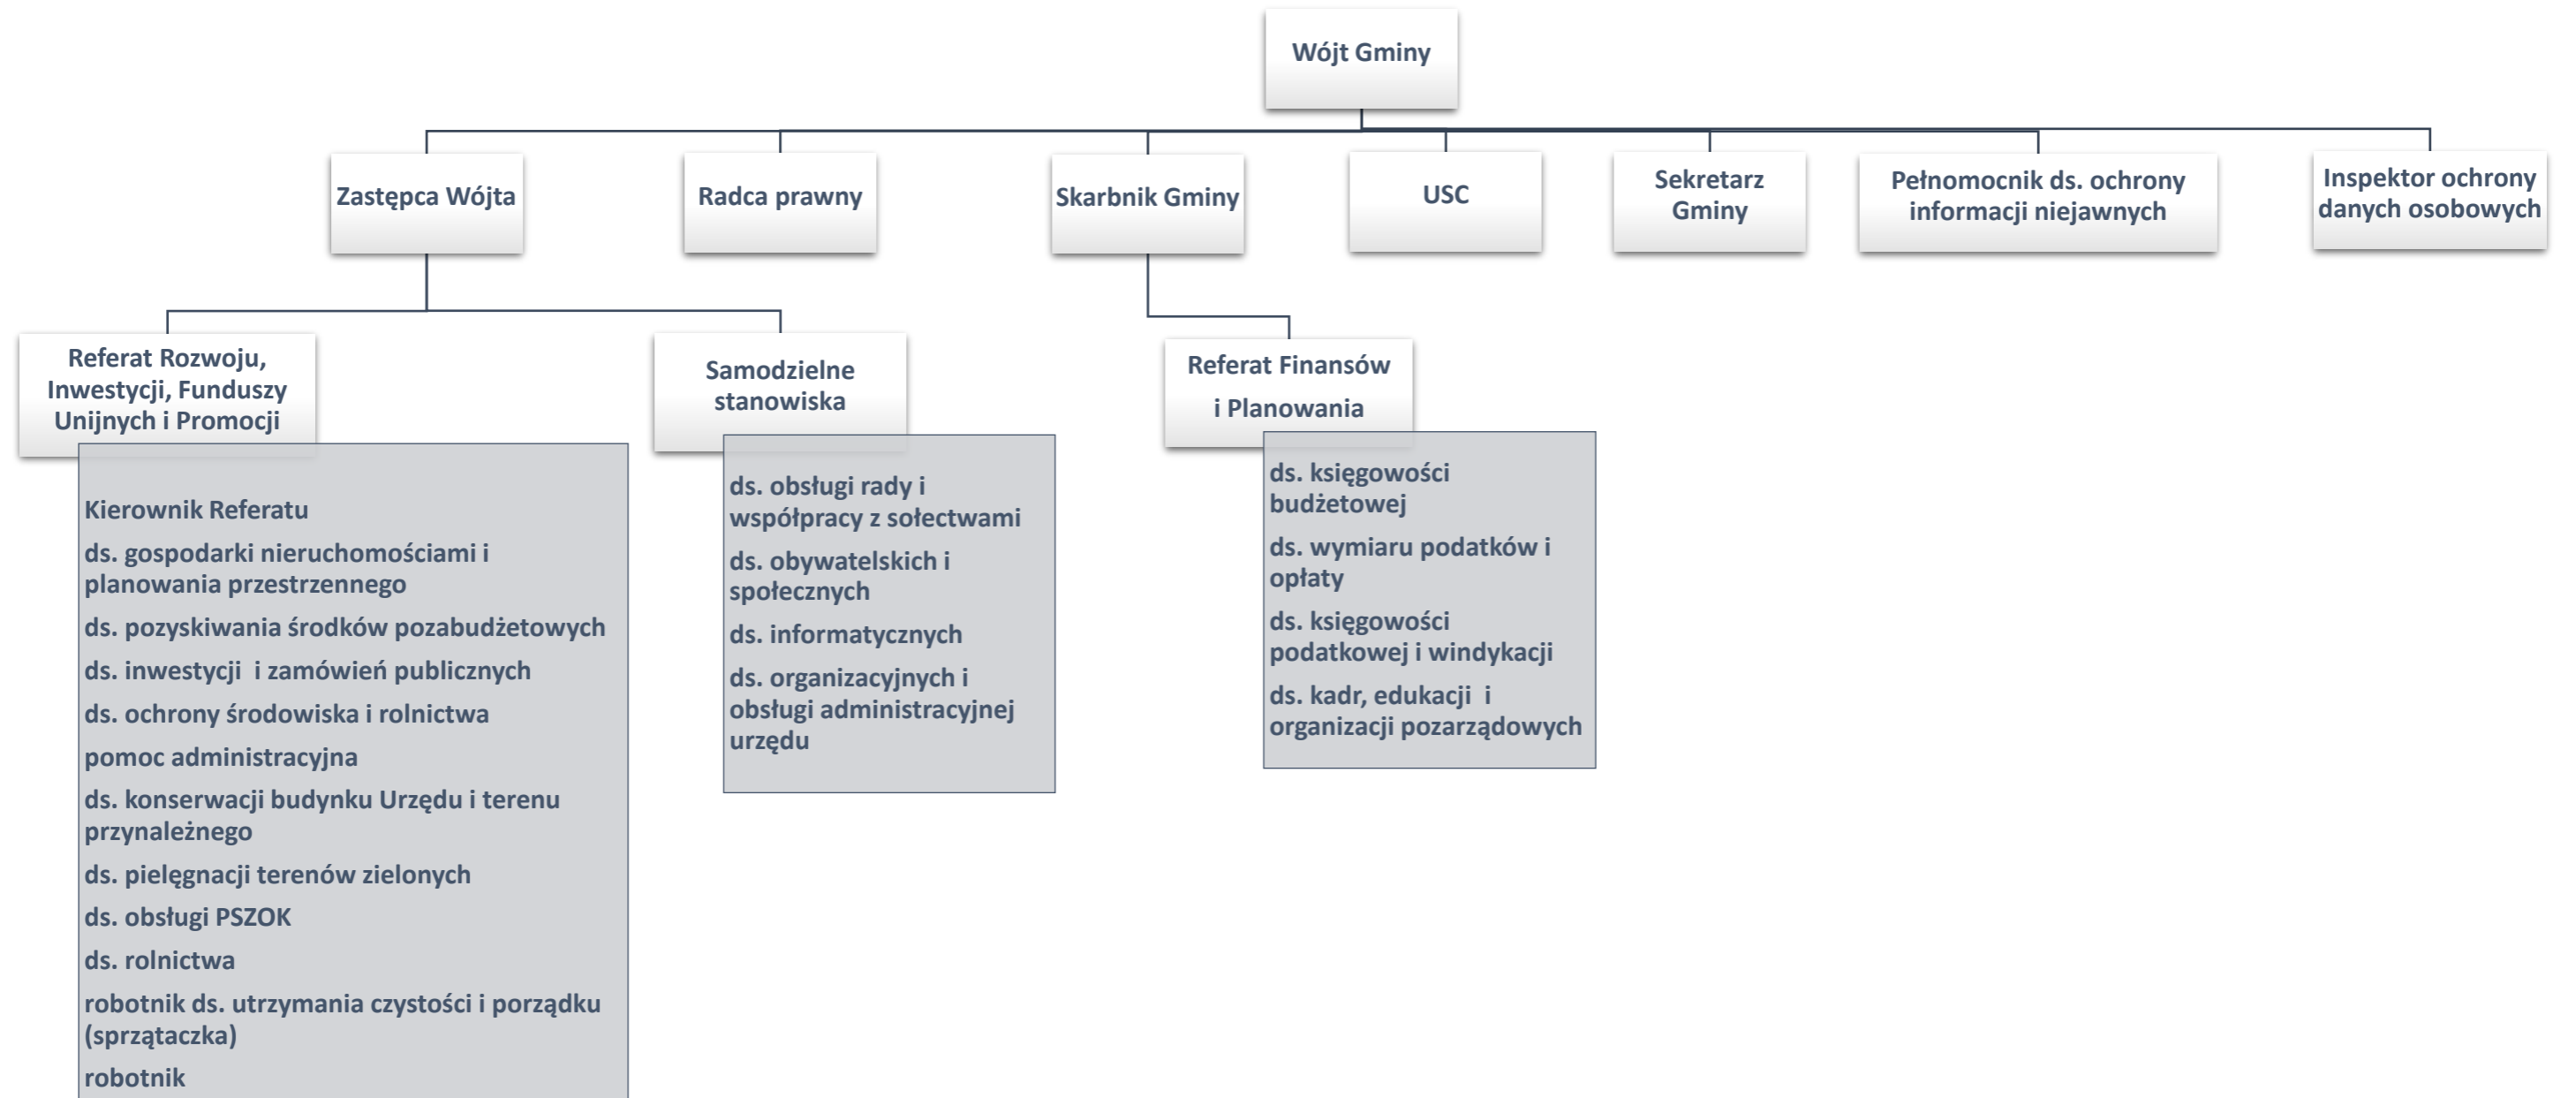 Wójt Gminy
Zastępca Wójta
Radca prawny
Skarbnik Gminy
USC
Sekretarz
Gminy
Pełnomocnik ds. ochrony
informacji niejawnych
Inspektor ochrony
danych osobowych
Referat Rozwoju,
Inwestycji, Funduszy
Unijnych i Promocji
Kierownik Referatu
ds. gospodarki nieruchomościami i
planowania przestrzennego
ds. pozyskiwania środków pozabudżetowych
ds. inwestycji  i zamówień publicznych
ds. ochrony środowiska i rolnictwa
pomoc administracyjna
ds. konserwacji budynku Urzędu i terenu
przynależnego
ds. pielęgnacji terenów zielonych
ds. obsługi PSZOK
ds. rolnictwa
robotnik ds. utrzymania czystości i porządku
(sprzątaczka)
robotnik
Samodzielne
stanowiska
ds. obsługi rady i
współpracy z sołectwami
ds. obywatelskich i
społecznych
ds. informatycznych
ds. organizacyjnych i
obsługi administracyjnej
urzędu
Referat Finansów
i Planowania
ds. księgowości
budżetowej
ds. wymiaru podatków i
opłaty
ds. księgowości
podatkowej i windykacji
ds. kadr, edukacji  i
organizacji pozarządowych